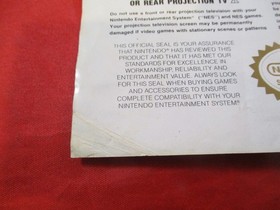 OR REAR PROJECTION TV
Do not use a front or rear projection television with your
Nintendo Entertainment System® ("NES") and NES games.
Your projection television screen may be permanently
damaged if video games with stationary scenes or patterns
THIS OFFICIAL SEAL IS YOUR ASSURANCE
THAT NINTENDO® HAS REVIEWED THIS
PRODUCT AND THAT IT HAS MET OUR
STANDARDS FOR EXCELLENCE IN
WORKMANSHIP, RELIABILITY AND
ENTERTAINMENT VALUE. ALWAYS LOOK
FOR THIS SEAL WHEN BUYING GAMES
AND ACCESSORIES TO ENSURE
COMPLETE COMPATIBILITY WITH YOUR
NINTENDO ENTERTAINMENT SYSTEM®.